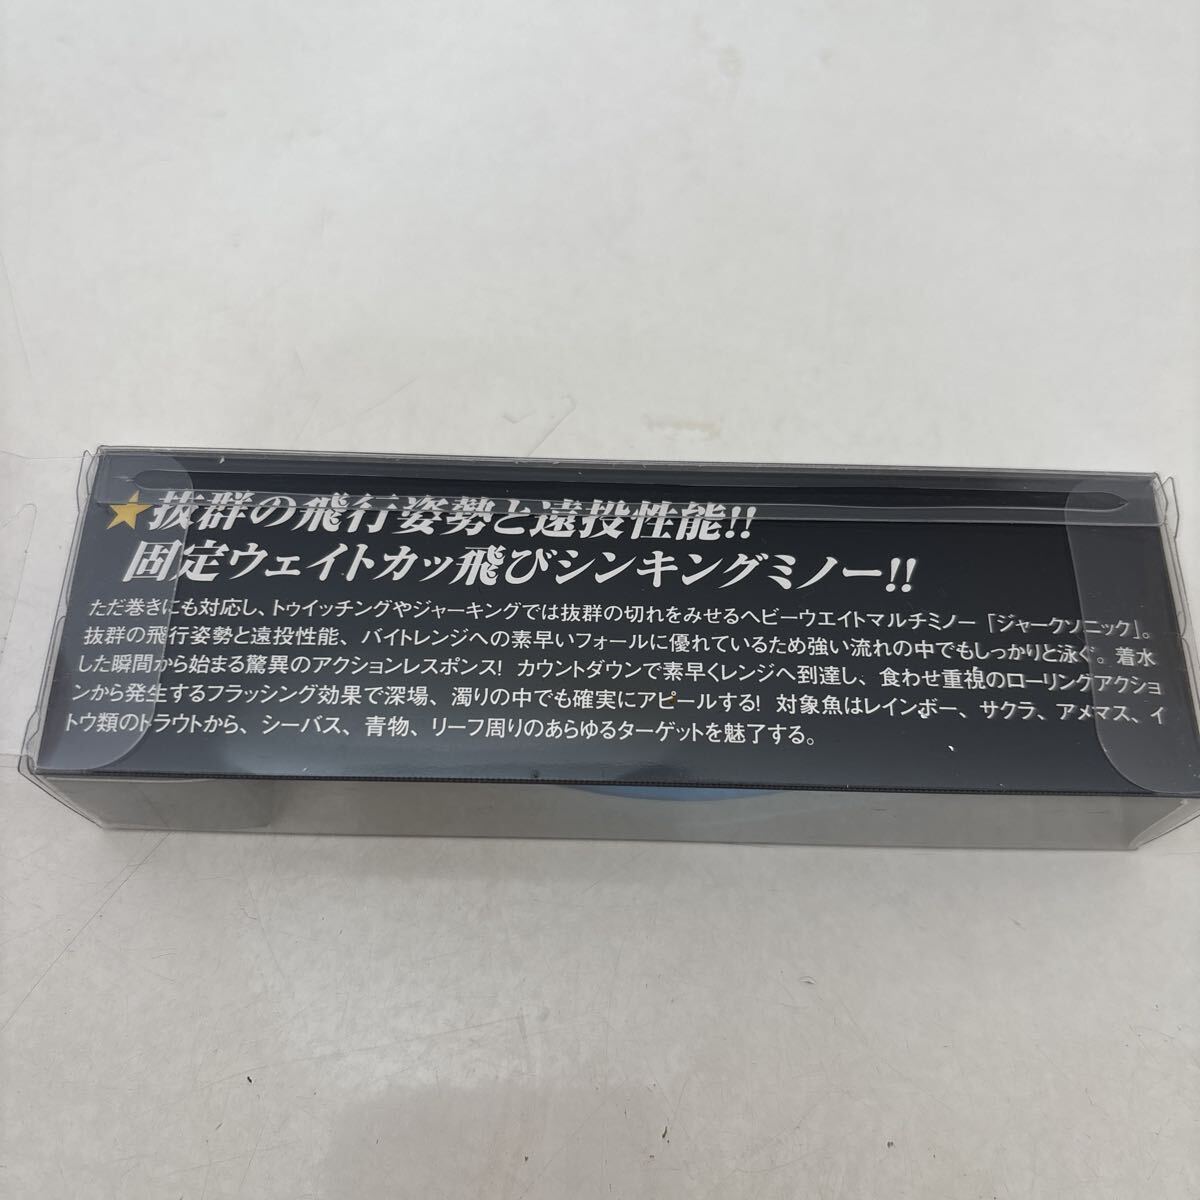 ★抜群の飛行姿勢と遠投性能!!
固定ウェイトカッ飛びシンキングミノー!!
ただ巻きにも対応し、トゥイッチングやジャーキングでは抜群の切れをみせるヘビーウエイトマルチミノー「ジャークソニック」。
抜群の飛行姿勢と遠投性能、バイトレンジへの素早いフォールに優れているため強い流れの中でもしっかりと泳ぐ。着水
した瞬間から始まる驚異のアクションレスポンス! カウントダウンで素早くレンジへ到達し、食わせ重視のローリングアクショ
ンから発生するフラッシング効果で深場、濁りの中でも確実にアピールする! 対象魚はレインボー、サクラ、アメマス、イ
トウ類のトラウトから、シーバス、青物、リーフ周りのあらゆるターゲットを魅了する。